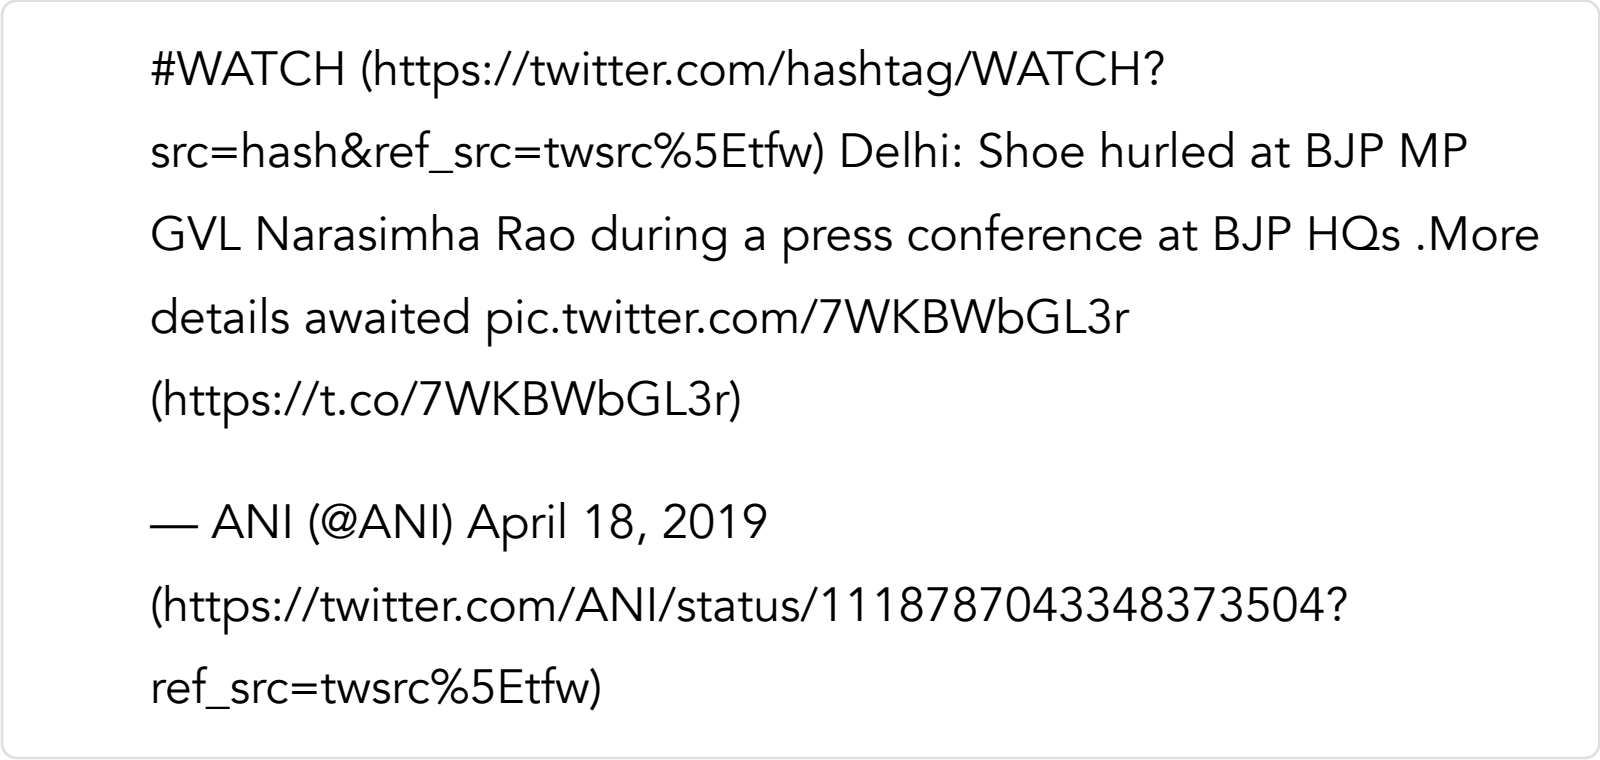 #WATCH (https://twitter.com/hashtag/WATCH?
src=hash&ref_src=twsrc%5Etfw) Delhi: Shoe hurled at BJP MP
GVL Narasimha Rao during a press conference at BJP HQs .More
details awaited pic.twitter.com/7WKBWbGL3r
(https://t.co/7WKBWbGL3r)
— ANI (@ANI) April 18, 2019
(https://twitter.com/ANI/status/1118787043348373504?
ref_src=twsrc%5Etfw)